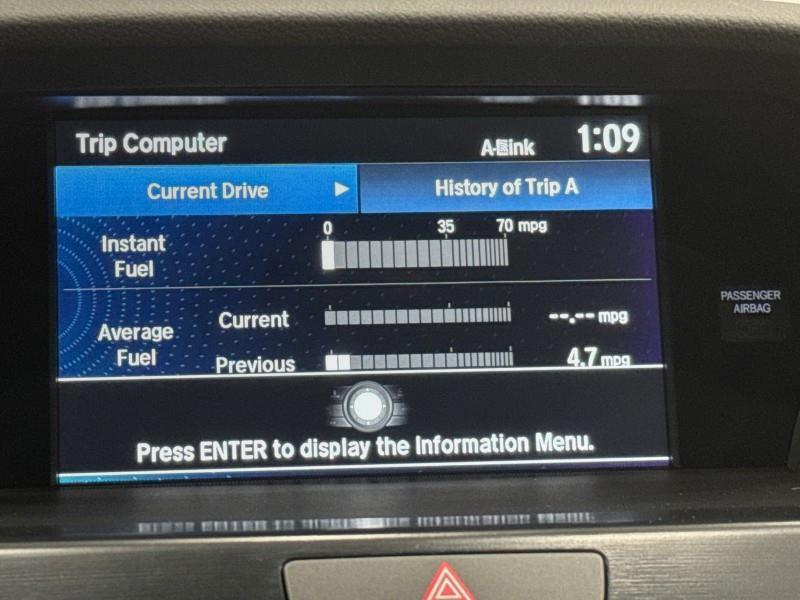 Trip Computer
1:09
Current Drive ▶
History of Trip A
0 35 70 mpg
Instant
Fuel
Average
Fuel
Current --.-- mpg
Previous 4.7 mpg
Press ENTER to display the Information Menu.
PASSENGER
AIRBAG